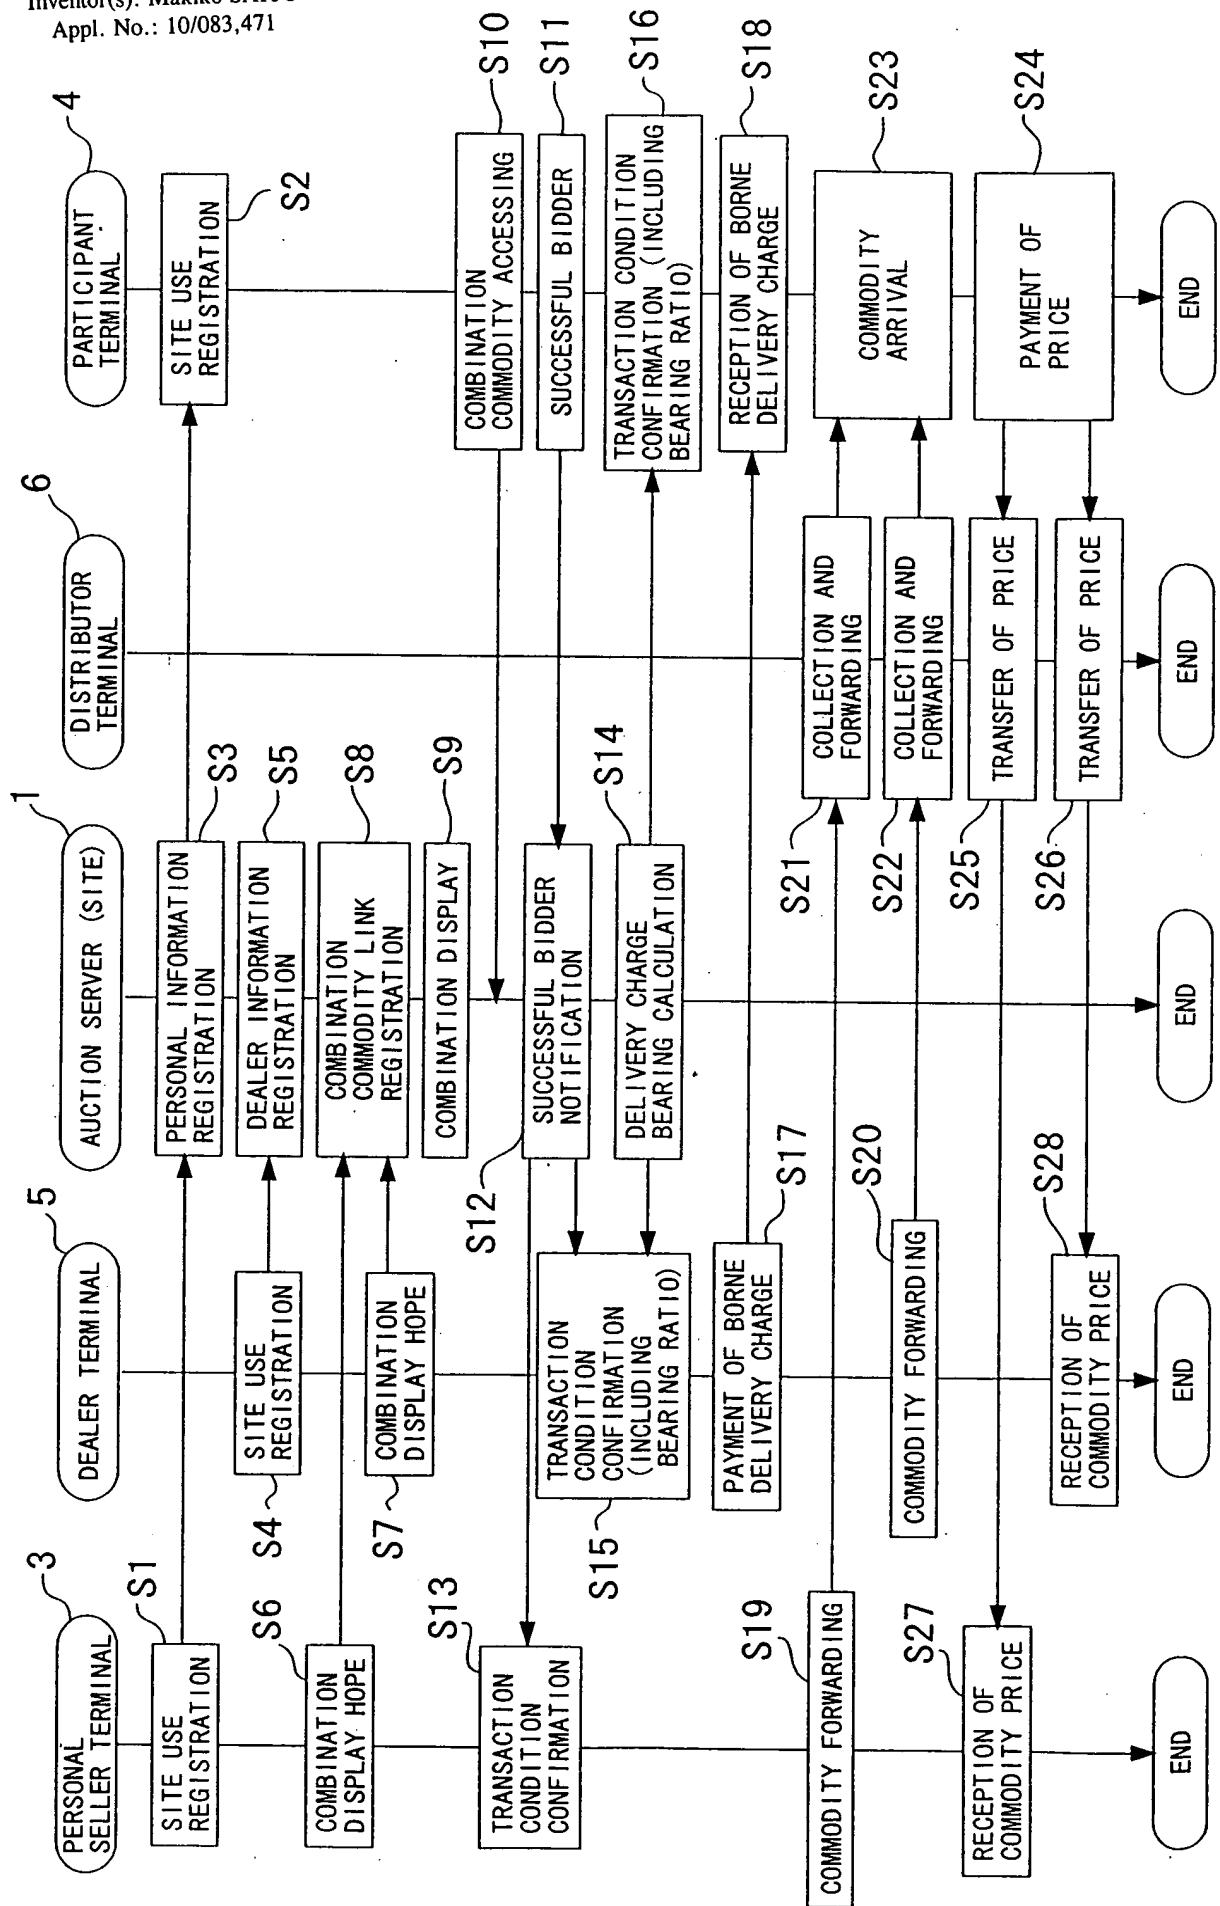 Appl. No.: 10/083,471
3
PERSONAL
SELLER TERMINAL
5
DEALER TERMINAL
1
AUCTION SERVER (SITE)
6
DISTRIBUTOR
TERMINAL
4
PARTICIPANT
TERMINAL
S1
SITE USE
REGISTRATION
PERSONAL INFORMATION
REGISTRATION
S3
SITE USE
REGISTRATION
S2
S4
SITE USE
REGISTRATION
DEALER INFORMATION
REGISTRATION
S5
S6
COMBINATION
DISPLAY HOPE
S7
COMBINATION
DISPLAY HOPE
COMBINATION
COMMODITY LINK
REGISTRATION
S8
COMBINATION DISPLAY
S9
COMBINATION
COMMODITY ACCESSING
S10
SUCCESSFUL BIDDER
S11
S12
SUCCESSFUL BIDDER
NOTIFICATION
S13
TRANSACTION
CONDITION
CONFIRMATION
S14
DELIVERY CHARGE
BEARING CALCULATION
S15
TRANSACTION
CONDITION
CONFIRMATION
(INCLUDING
BEARING RATIO)
TRANSACTION CONDITION
CONFIRMATION (INCLUDING
BEARING RATIO)
S16
PAYMENT OF BORNE
DELIVERY CHARGE
S17
RECEPTION OF BORNE
DELIVERY CHARGE
S18
S19
COMMODITY FORWARDING
S20
COMMODITY FORWARDING
S21
COLLECTION AND
FORWARDING
S22
COLLECTION AND
FORWARDING
COMMODITY
ARRIVAL
S23
PAYMENT OF
PRICE
S24
S25
TRANSFER OF PRICE
S26
TRANSFER OF PRICE
S27
RECEPTION OF
COMMODITY PRICE
S28
RECEPTION OF
COMMODITY PRICE
END
END
END
END
END